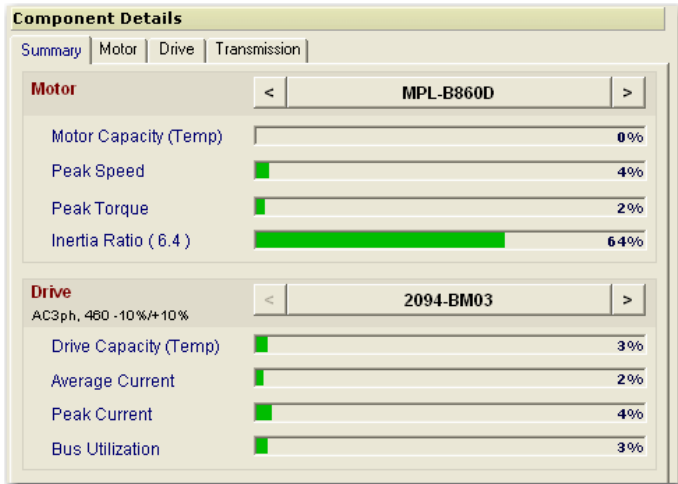 Component Details
Summary Motor Drive Transmission
Motor < MPL-B860D >
Motor Capacity (Temp) 0%
Peak Speed 4%
Peak Torque 2%
Inertia Ratio ( 6.4 ) 64%
Drive < 2094-BM03 >
AC3ph, 460 -10%/+10%
Drive Capacity (Temp) 3%
Average Current 2%
Peak Current 4%
Bus Utilization 3%